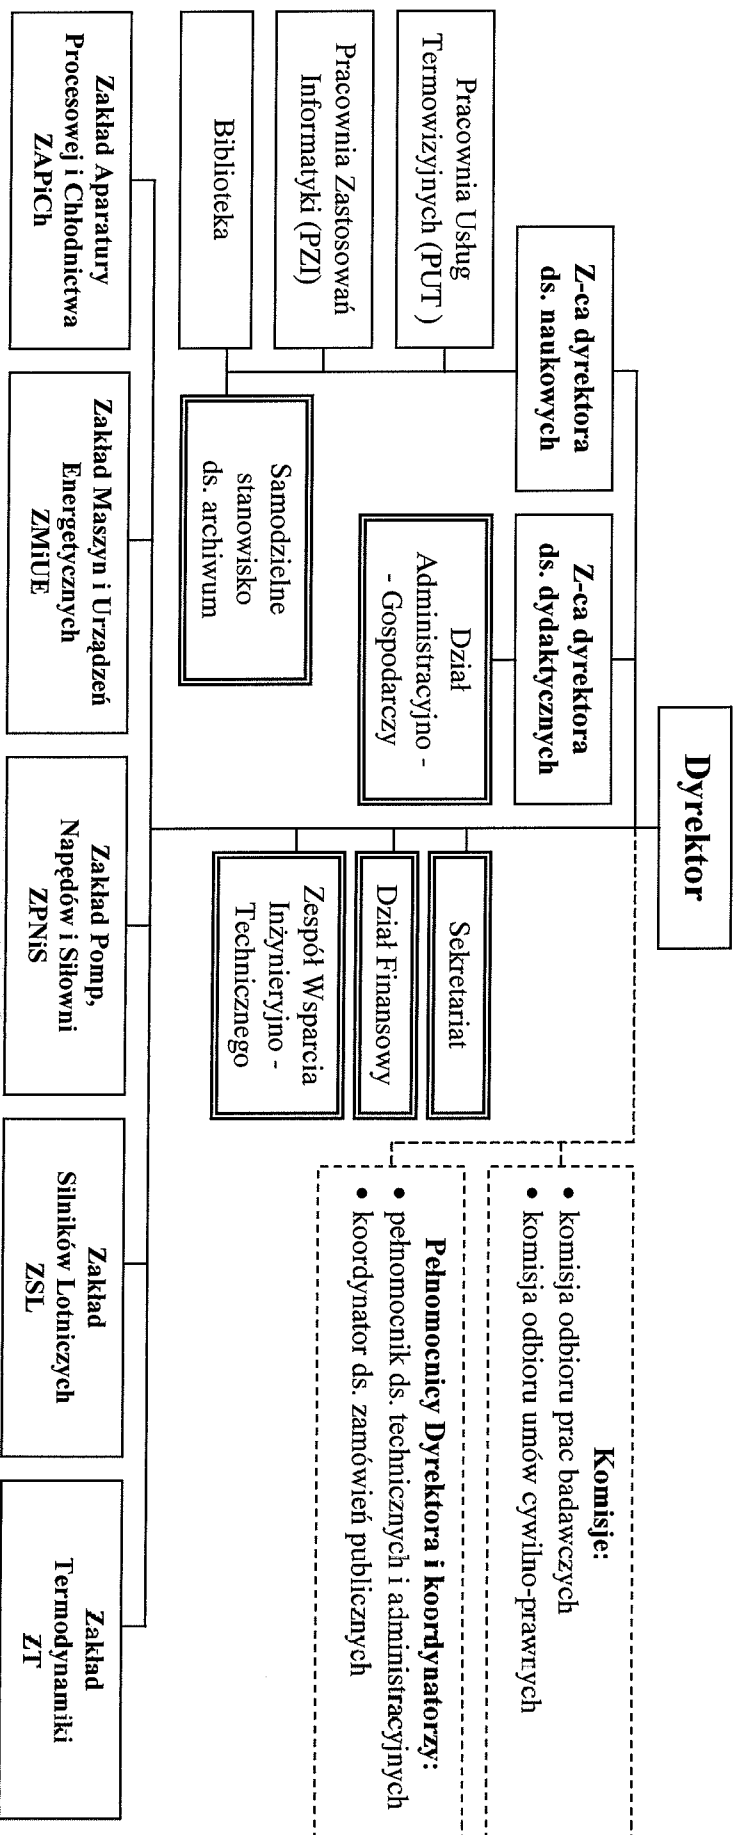 Dyrektor
Z-ca dyrektora
ds. naukowych
Z-ca dyrektora
ds. dydaktycznych
Pracownia Usług
Termowizyjnych (PUT )
Pracownia Zastosowań
Informatyki (PZI)
Biblioteka
Samodzielne
stanowisko
ds. archiwum
Dział
Administracyjno -
- Gospodarczy
Sekretariat
Dział Finansowy
Zespół Wsparcia
Inżynieryjno -
Technicznego
Komisje:
• komisja odbioru prac badawczych
• komisja odbioru umów cywilno-prawnych
Pełnomocnicy Dyrektora i koordynatorzy:
• pełnomocnik ds. technicznych i administracyjnych
• koordynator ds. zamówień publicznych
Zakład Aparatury
Procesowej i Chłodnictwa
ZAPiCh
Zakład Maszyn i Urządzeń
Energetycznych
ZMiUE
Zakład Pomp,
Napędów i Siłowni
ZPNiS
Zakład
Silników Lotniczych
ZSL
Zakład
Termodynamiki
ZT